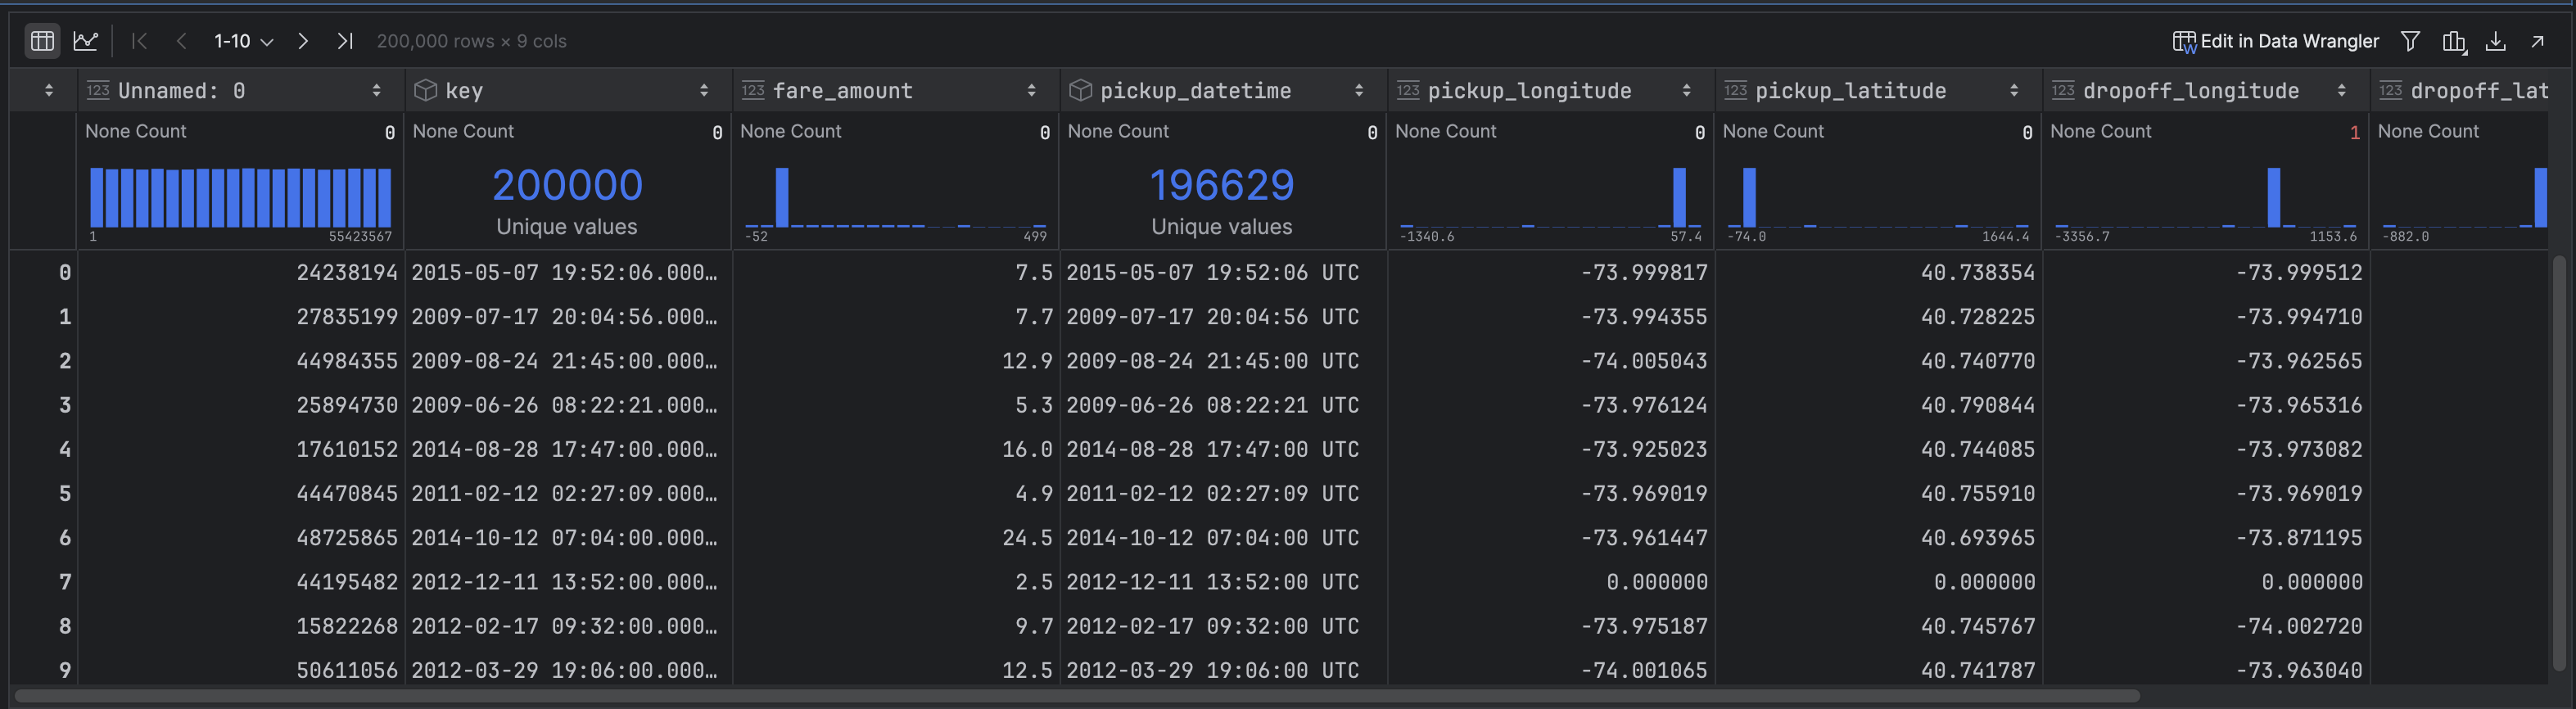 1-10 200,000 rows × 9 cols Edit in Data Wrangler
123 Unnamed: 0 key 123 fare_amount pickup_datetime 123 pickup_longitude 123 pickup_latitude 123 dropoff_longitude 123 dropoff_lat
None Count 0 None Count 0 None Count 0 None Count 0 None Count 0 None Count 0 None Count 1 None Count
200000 196629
Unique values Unique values
1 55423567 -52 499 -1340.6 57.4 -74.0 1644.4 -3356.7 1153.6 -882.0
0 24238194 2015-05-07 19:52:06.000… 7.5 2015-05-07 19:52:06 UTC -73.999817 40.738354 -73.999512
1 27835199 2009-07-17 20:04:56.000… 7.7 2009-07-17 20:04:56 UTC -73.994355 40.728225 -73.994710
2 44984355 2009-08-24 21:45:00.000… 12.9 2009-08-24 21:45:00 UTC -74.005043 40.740770 -73.962565
3 25894730 2009-06-26 08:22:21.000… 5.3 2009-06-26 08:22:21 UTC -73.976124 40.790844 -73.965316
4 17610152 2014-08-28 17:47:00.000… 16.0 2014-08-28 17:47:00 UTC -73.925023 40.744085 -73.973082
5 44470845 2011-02-12 02:27:09.000… 4.9 2011-02-12 02:27:09 UTC -73.969019 40.755910 -73.969019
6 48725865 2014-10-12 07:04:00.000… 24.5 2014-10-12 07:04:00 UTC -73.961447 40.693965 -73.871195
7 44195482 2012-12-11 13:52:00.000… 2.5 2012-12-11 13:52:00 UTC 0.000000 0.000000 0.000000
8 15822268 2012-02-17 09:32:00.000… 9.7 2012-02-17 09:32:00 UTC -73.975187 40.745767 -74.002720
9 50611056 2012-03-29 19:06:00.000… 12.5 2012-03-29 19:06:00 UTC -74.001065 40.741787 -73.963040